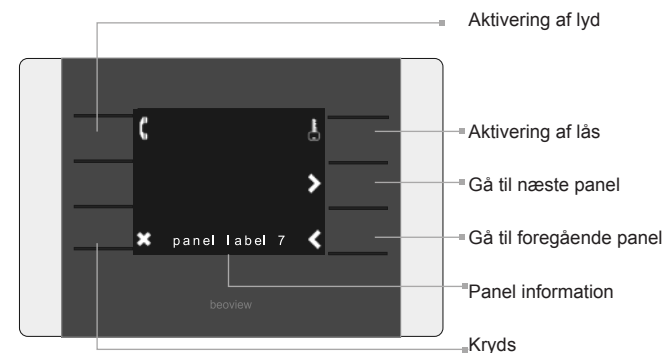 Aktivering af lyd
Aktivering af lås
Gå til næste panel
panel label 7
Gå til foregående panel
Panel information
beoview
Kryds